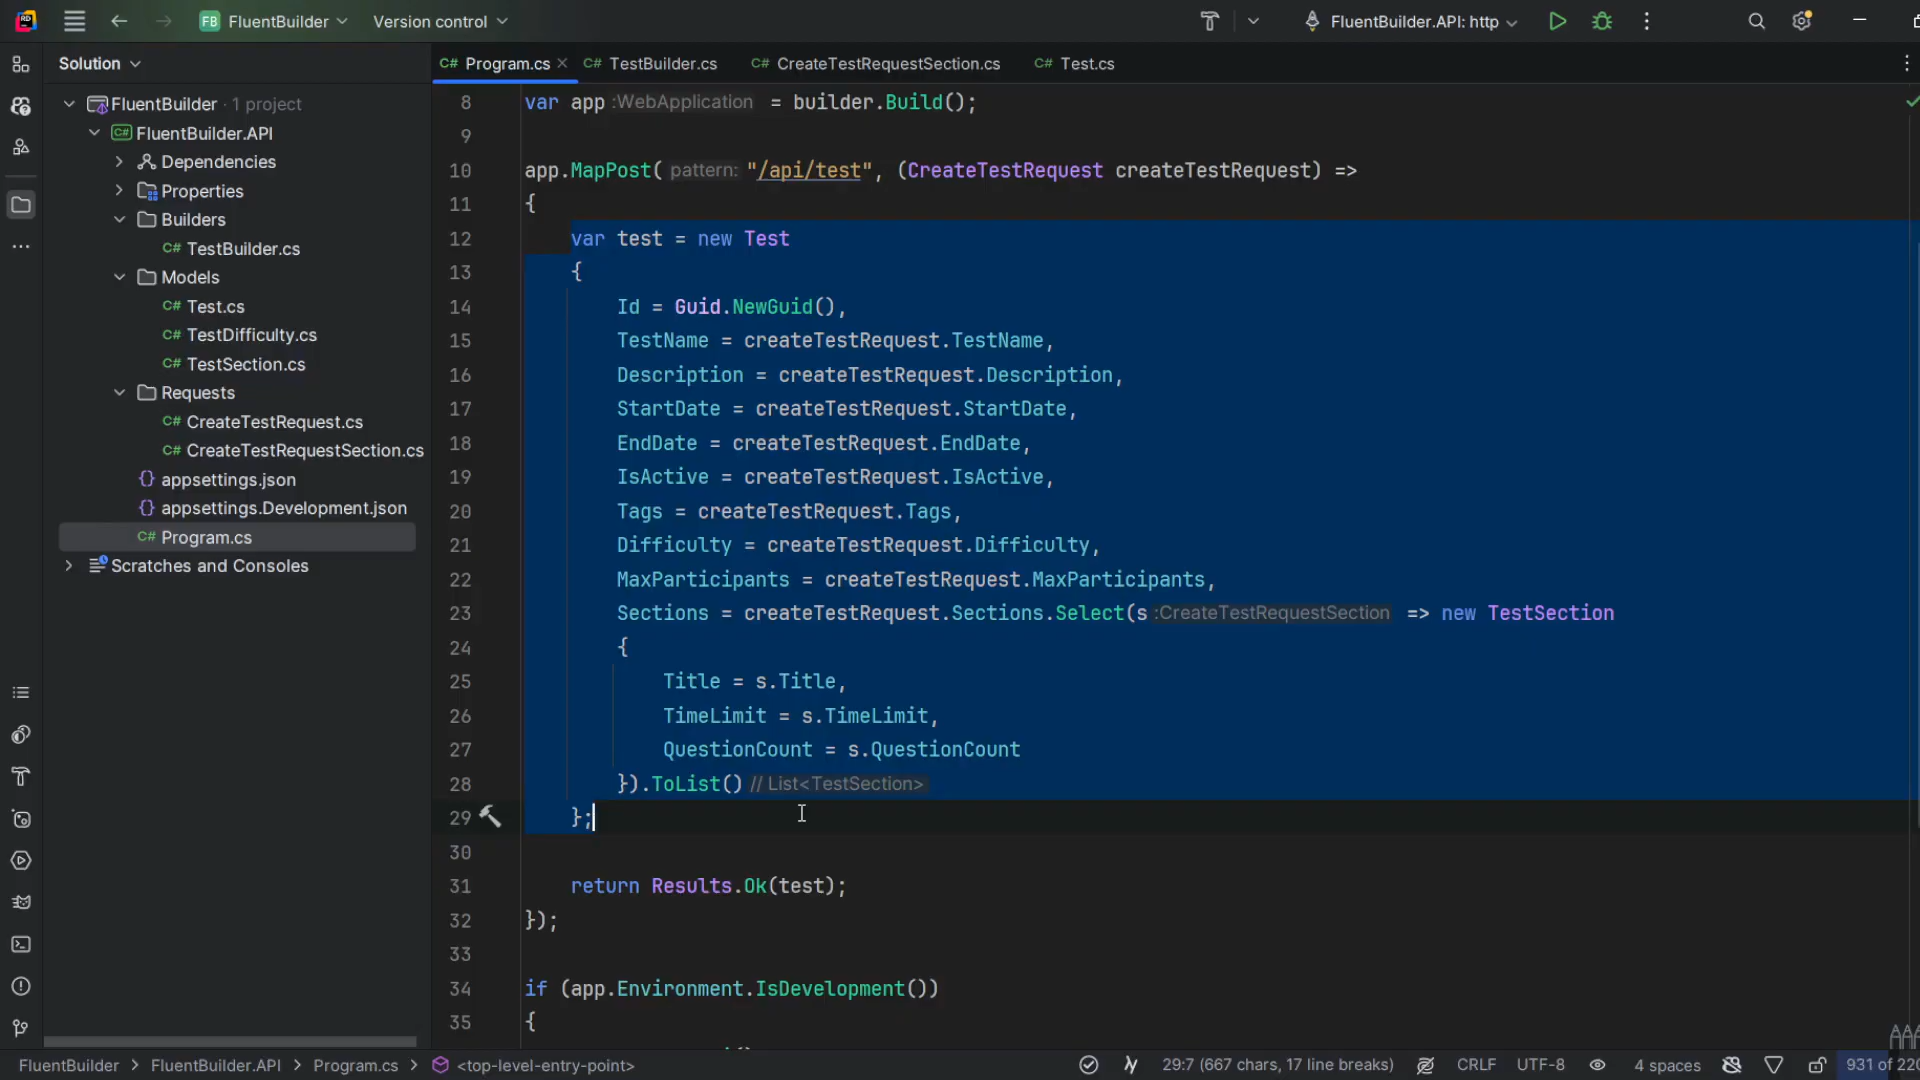 FB FluentBuilder Version control FluentBuilder.API: http
Solution
C# Program.cs C# TestBuilder.cs C# CreateTestRequestSection.cs C# Test.cs
FluentBuilder · 1 project
C# FluentBuilder.API
Dependencies
Properties
Builders
C# TestBuilder.cs
Models
C# Test.cs
C# TestDifficulty.cs
C# TestSection.cs
Requests
C# CreateTestRequest.cs
C# CreateTestRequestSection.cs
{} appsettings.json
{} appsettings.Development.json
C# Program.cs
Scratches and Consoles
8 var app :WebApplication = builder.Build();
9
10 app.MapPost( pattern: "/api/test", (CreateTestRequest createTestRequest) =>
11 {
12 var test = new Test
13 {
14 Id = Guid.NewGuid(),
15 TestName = createTestRequest.TestName,
16 Description = createTestRequest.Description,
17 StartDate = createTestRequest.StartDate,
18 EndDate = createTestRequest.EndDate,
19 IsActive = createTestRequest.IsActive,
20 Tags = createTestRequest.Tags,
21 Difficulty = createTestRequest.Difficulty,
22 MaxParticipants = createTestRequest.MaxParticipants,
23 Sections = createTestRequest.Sections.Select(s :CreateTestRequestSection => new TestSection
24 {
25 Title = s.Title,
26 TimeLimit = s.TimeLimit,
27 QuestionCount = s.QuestionCount
28 }).ToList() // List<TestSection>
29 };
30
31 return Results.Ok(test);
32 });
33
34 if (app.Environment.IsDevelopment())
35 {
FluentBuilder FluentBuilder.API Program.cs <top-level-entry-point> 29:7 (667 chars, 17 line breaks) CRLF UTF-8 4 spaces 931 of